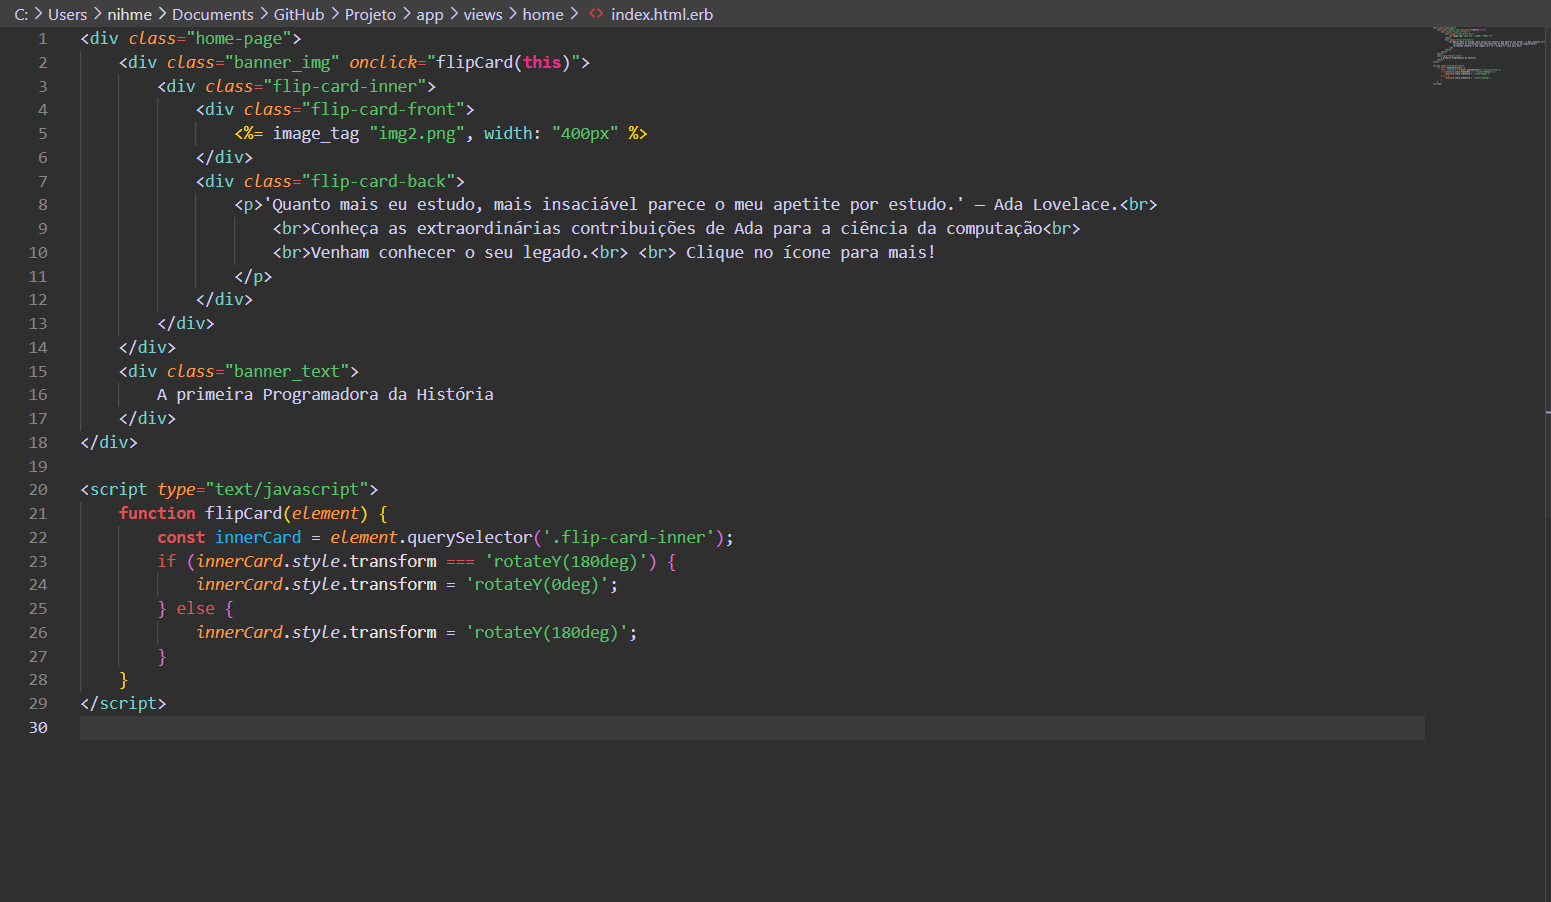 C: > Users > nihme > Documents > GitHub > Projeto > app > views > home > <> index.html.erb
1 <div class="home-page">
2 <div class="banner_img" onclick="flipCard(this)">
3 <div class="flip-card-inner">
4 <div class="flip-card-front">
5 <%= image_tag "img2.png", width: "400px" %>
6 </div>
7 <div class="flip-card-back">
8 <p>'Quanto mais eu estudo, mais insaciável parece o meu apetite por estudo.' — Ada Lovelace.<br>
9 <br>Conheça as extraordinárias contribuições de Ada para a ciência da computação<br>
10 <br>Venham conhecer o seu legado.<br> <br> Clique no ícone para mais!
11 </p>
12 </div>
13 </div>
14 </div>
15 <div class="banner_text">
16 A primeira Programadora da História
17 </div>
18 </div>
19
20 <script type="text/javascript">
21 function flipCard(element) {
22 const innerCard = element.querySelector('.flip-card-inner');
23 if (innerCard.style.transform === 'rotateY(180deg)') {
24 innerCard.style.transform = 'rotateY(0deg)';
25 } else {
26 innerCard.style.transform = 'rotateY(180deg)';
27 }
28 }
29 </script>
30